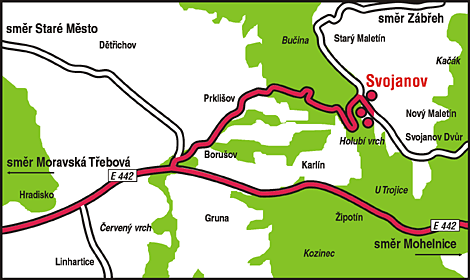 směr Staré Město
Dětřichov
Bučina
směr Zábřeh
Starý Maletín
Kačák
Svojanov
Prklišov
Nový Maletín
Svojanov Dvůr
Holubí vrch
Borušov
Karlín
směr Moravská Třebová
E 442
Hradisko
U Trojice
Gruna
Žipotín
E 442
Červený vrch
směr Mohelnice
Linhartice
Kozinec